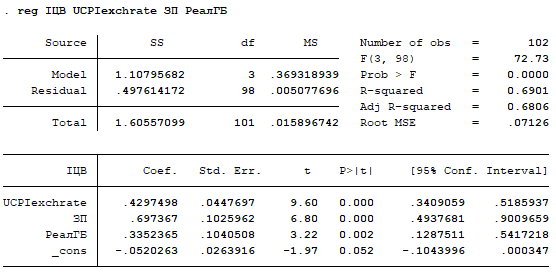 . reg ІЦВ UCPIexchrate ЗП РеалГБ
Source SS df MS Number of obs = 102
F(3, 98) = 72.73
Model 1.10795682 3 .369318939 Prob > F = 0.0000
Residual .497614172 98 .005077696 R-squared = 0.6901
Adj R-squared = 0.6806
Total 1.60557099 101 .015896742 Root MSE = .07126
ІЦВ Coef. Std. Err. t P>|t| [95% Conf. Interval]
UCPIexchrate .4297498 .0447697 9.60 0.000 .3409059 .5185937
ЗП .697367 .1025962 6.80 0.000 .4937681 .9009659
РеалГБ .3352365 .1040508 3.22 0.002 .1287511 .5417218
_cons -.0520263 .0263916 -1.97 0.052 -.1043996 .000347